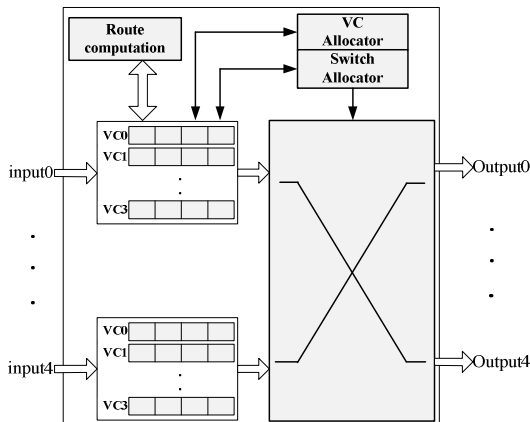 Route
computation
VC
Allocator
Switch
Allocator
VC0
VC1
VC3
input0
Output0
VC0
VC1
VC3
input4
Output4